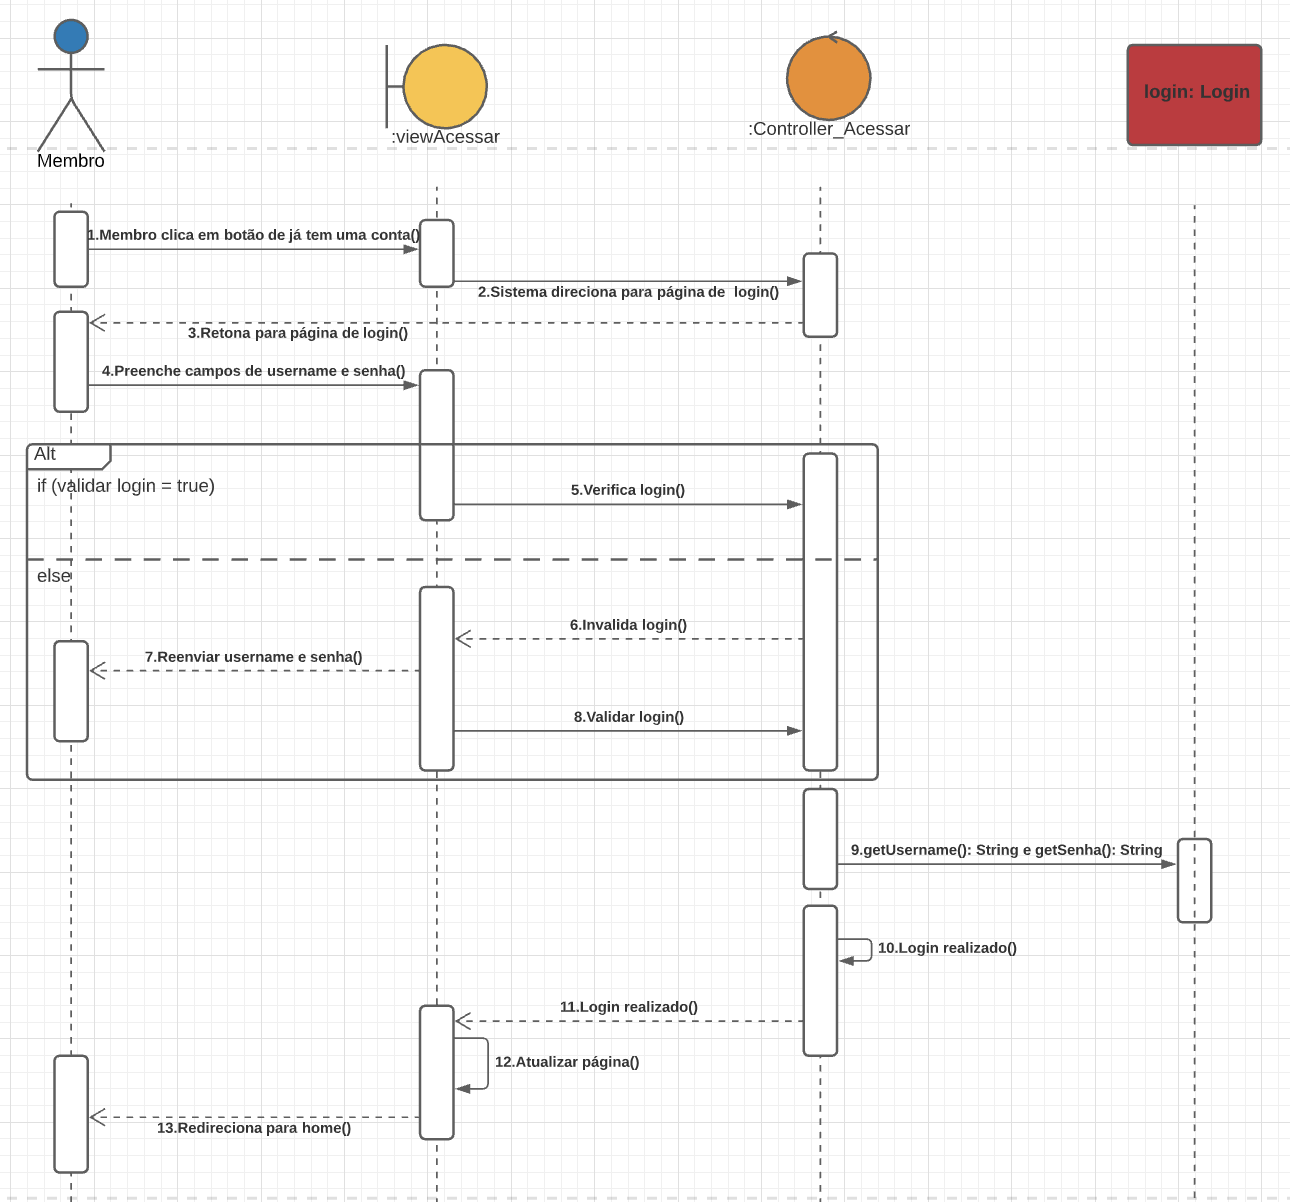 login: Login
:viewAcessar
:Controller_Acessar
Membro
1.Membro clica em botão de já tem uma conta()
2.Sistema direciona para página de  login()
3.Retona para página de login()
4.Preenche campos de username e senha()
Alt
if (validar login = true)
5.Verifica login()
else
6.Invalida login()
7.Reenviar username e senha()
8.Validar login()
9.getUsername(): String e getSenha(): String
10.Login realizado()
11.Login realizado()
12.Atualizar página()
13.Redireciona para home()